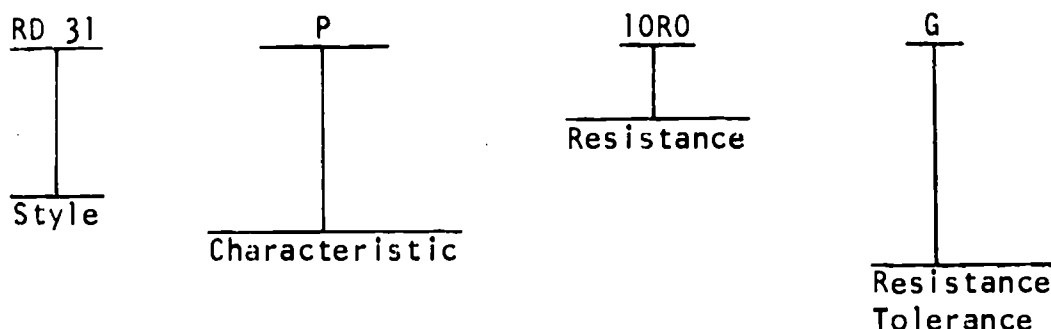 RD 31 P 10R0 G
Resistance
Style
Characteristic
Resistance
Tolerance